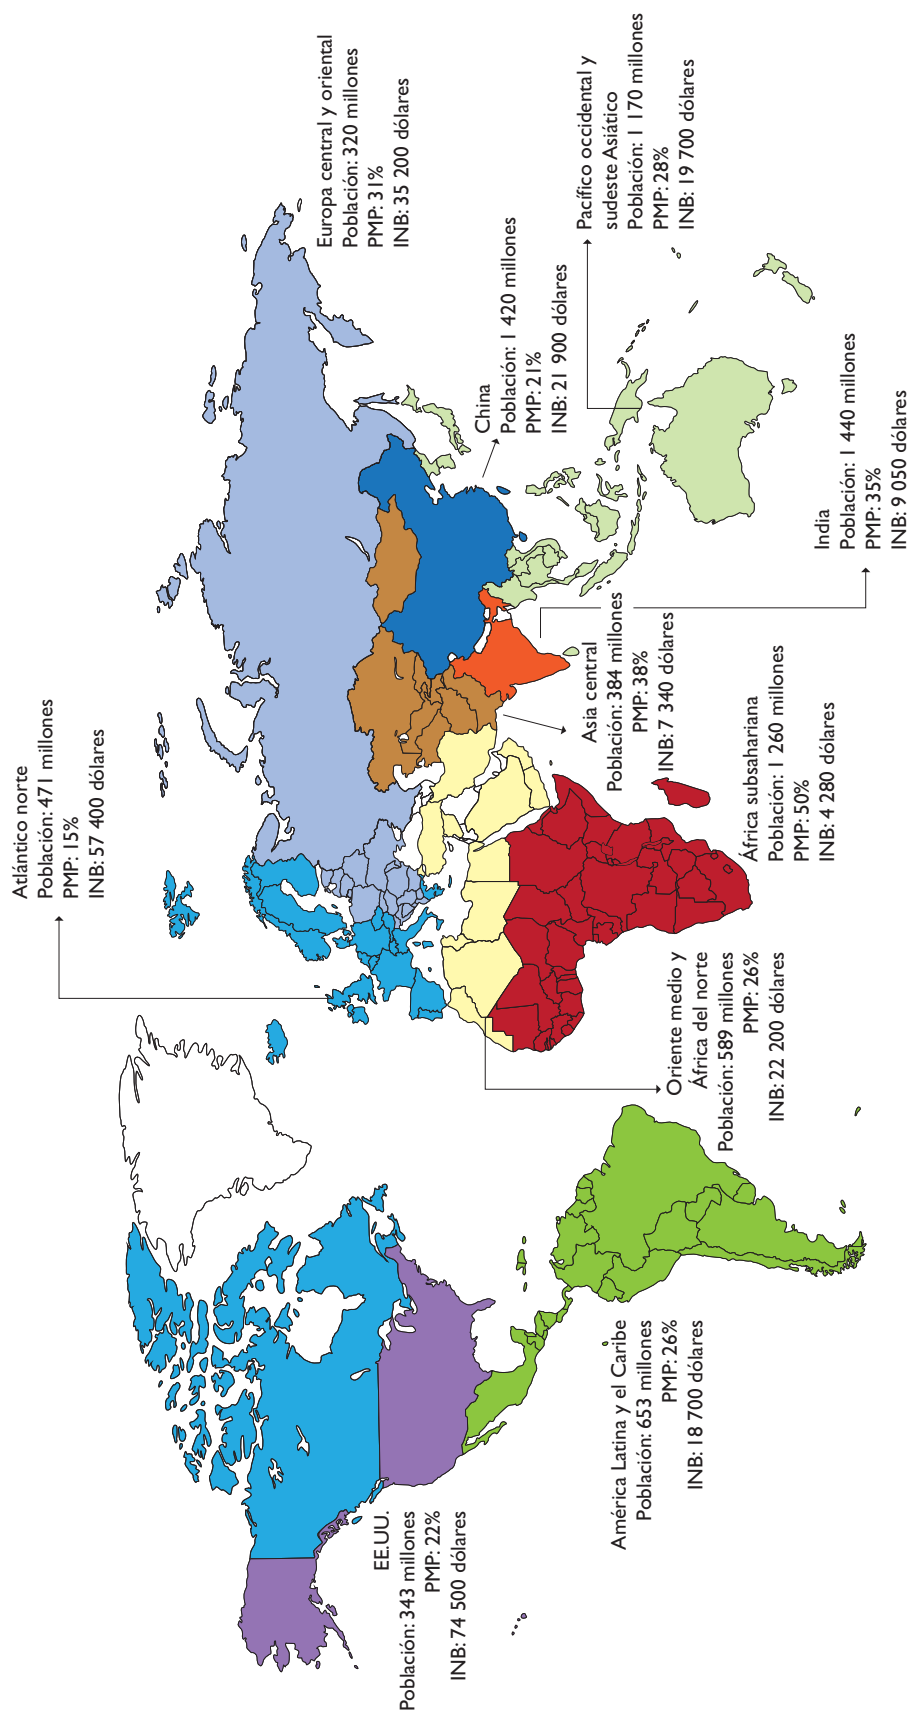 Atlántico norte
Población: 471 millones
PMP: 15%
INB: 57 400 dólares
Europa central y oriental
Población: 320 millones
PMP: 31%
INB: 35 200 dólares
EE.UU.
Población: 343 millones
PMP: 22%
INB: 74 500 dólares
China
Población: 1 420 millones
PMP: 21%
INB: 21 900 dólares
Pacífico occidental y
sudeste Asiático
Población: 1 170 millones
PMP: 28%
INB: 19 700 dólares
América Latina y el Caribe
Población: 653 millones
PMP: 26%
INB: 18 700 dólares
Oriente medio y
África del norte
Población: 589 millones
PMP: 26%
INB: 22 200 dólares
África subsahariana
Población: 1 260 millones
PMP: 50%
INB: 4 280 dólares
Asia central
Población: 384 millones
PMP: 38%
INB: 7 340 dólares
India
Población: 1 440 millones
PMP: 35%
INB: 9 050 dólares